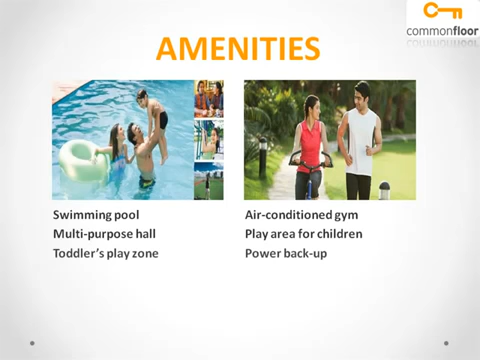 commonfloor
AMENITIES
Swimming pool
Multi-purpose hall
Toddler's play zone
Air-conditioned gym
Play area for children
Power back-up